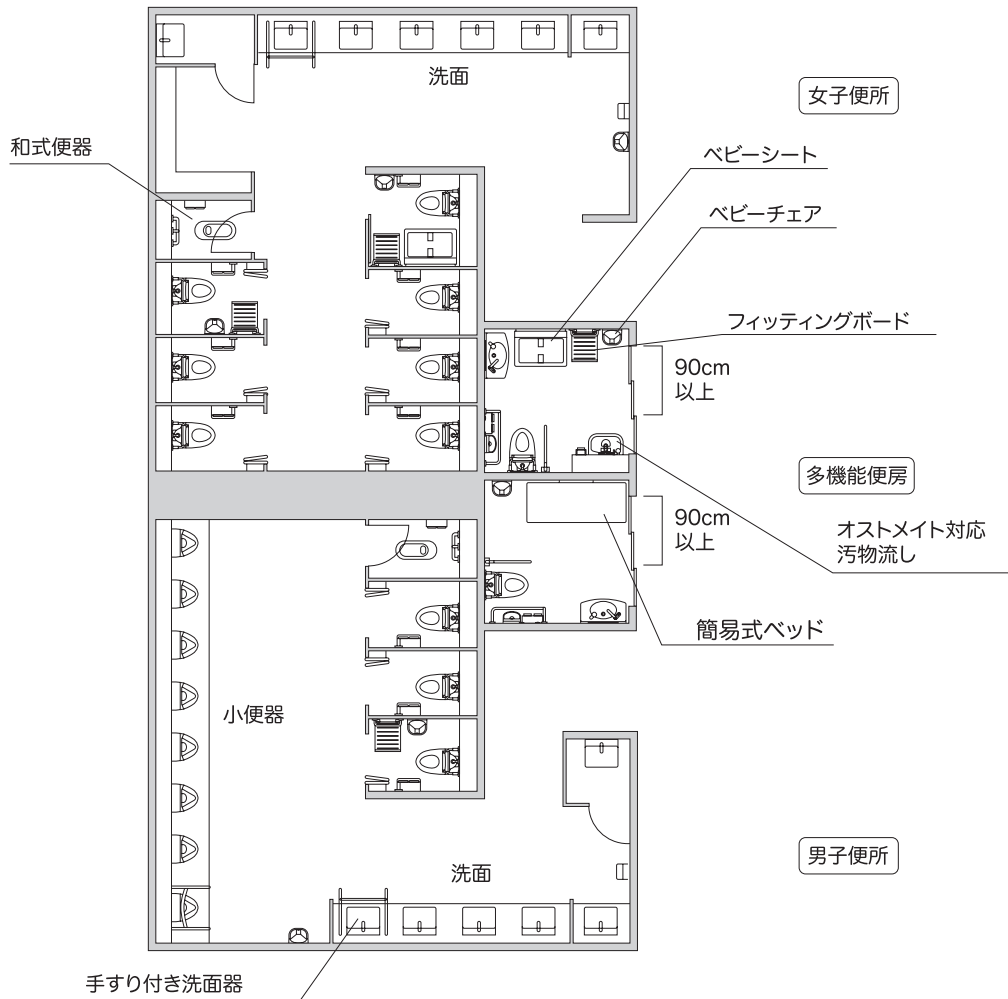 洗面
女子便所
和式便器
ベビーシート
ベビーチェア
フィッティングボード
90cm
以上
多機能便房
90cm
以上
オストメイト対応
汚物流し
簡易式ベッド
小便器
男子便所
洗面
手すり付き洗面器